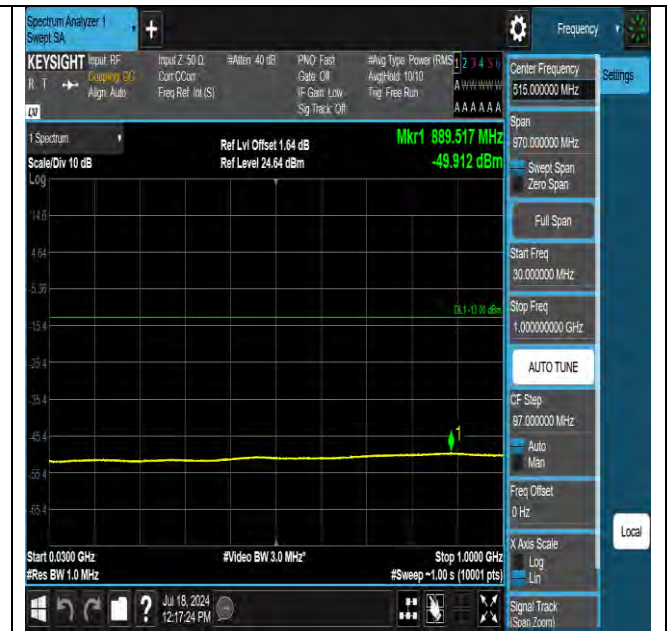 Spectrum Analyzer 1
Swept SA
+
Frequency
KEYSIGHT
R T
Input: RF
Coupling: DC
Align: Auto
Input Z: 50 Ω
Corr CCorr
Freq Ref: Int (S)
#Atten: 40 dB
PNO: Fast
Gate: Off
IF Gain: Low
Sig Track: Off
#Avg Type: Power (RMS
Avg|Hold: 10/10
Trig: Free Run
1 2 3 4 5 6
A W W W W W
A A A A A A
LXI
1 Spectrum
Scale/Div 10 dB
Log
Ref Lvl Offset 1.64 dB
Ref Level 24.64 dBm
Mkr1 889.517 MHz
-49.912 dBm
14.6
4.64
-5.36
-15.4
-25.4
-35.4
-45.4
-55.4
-65.4
DL1 -13.00 dBm
1
Start 0.0300 GHz
#Res BW 1.0 MHz
#Video BW 3.0 MHz*
Stop 1.0000 GHz
#Sweep ~1.00 s (10001 pts)
Center Frequency
515.000000 MHz
Settings
Span
970.000000 MHz
Swept Span
Zero Span
Full Span
Start Freq
30.000000 MHz
Stop Freq
1.000000000 GHz
AUTO TUNE
CF Step
97.000000 MHz
Auto
Man
Freq Offset
0 Hz
X Axis Scale
Log
Lin
Local
Signal Track
(Span Zoom)
?
Jul 18, 2024
12:17:24 PM